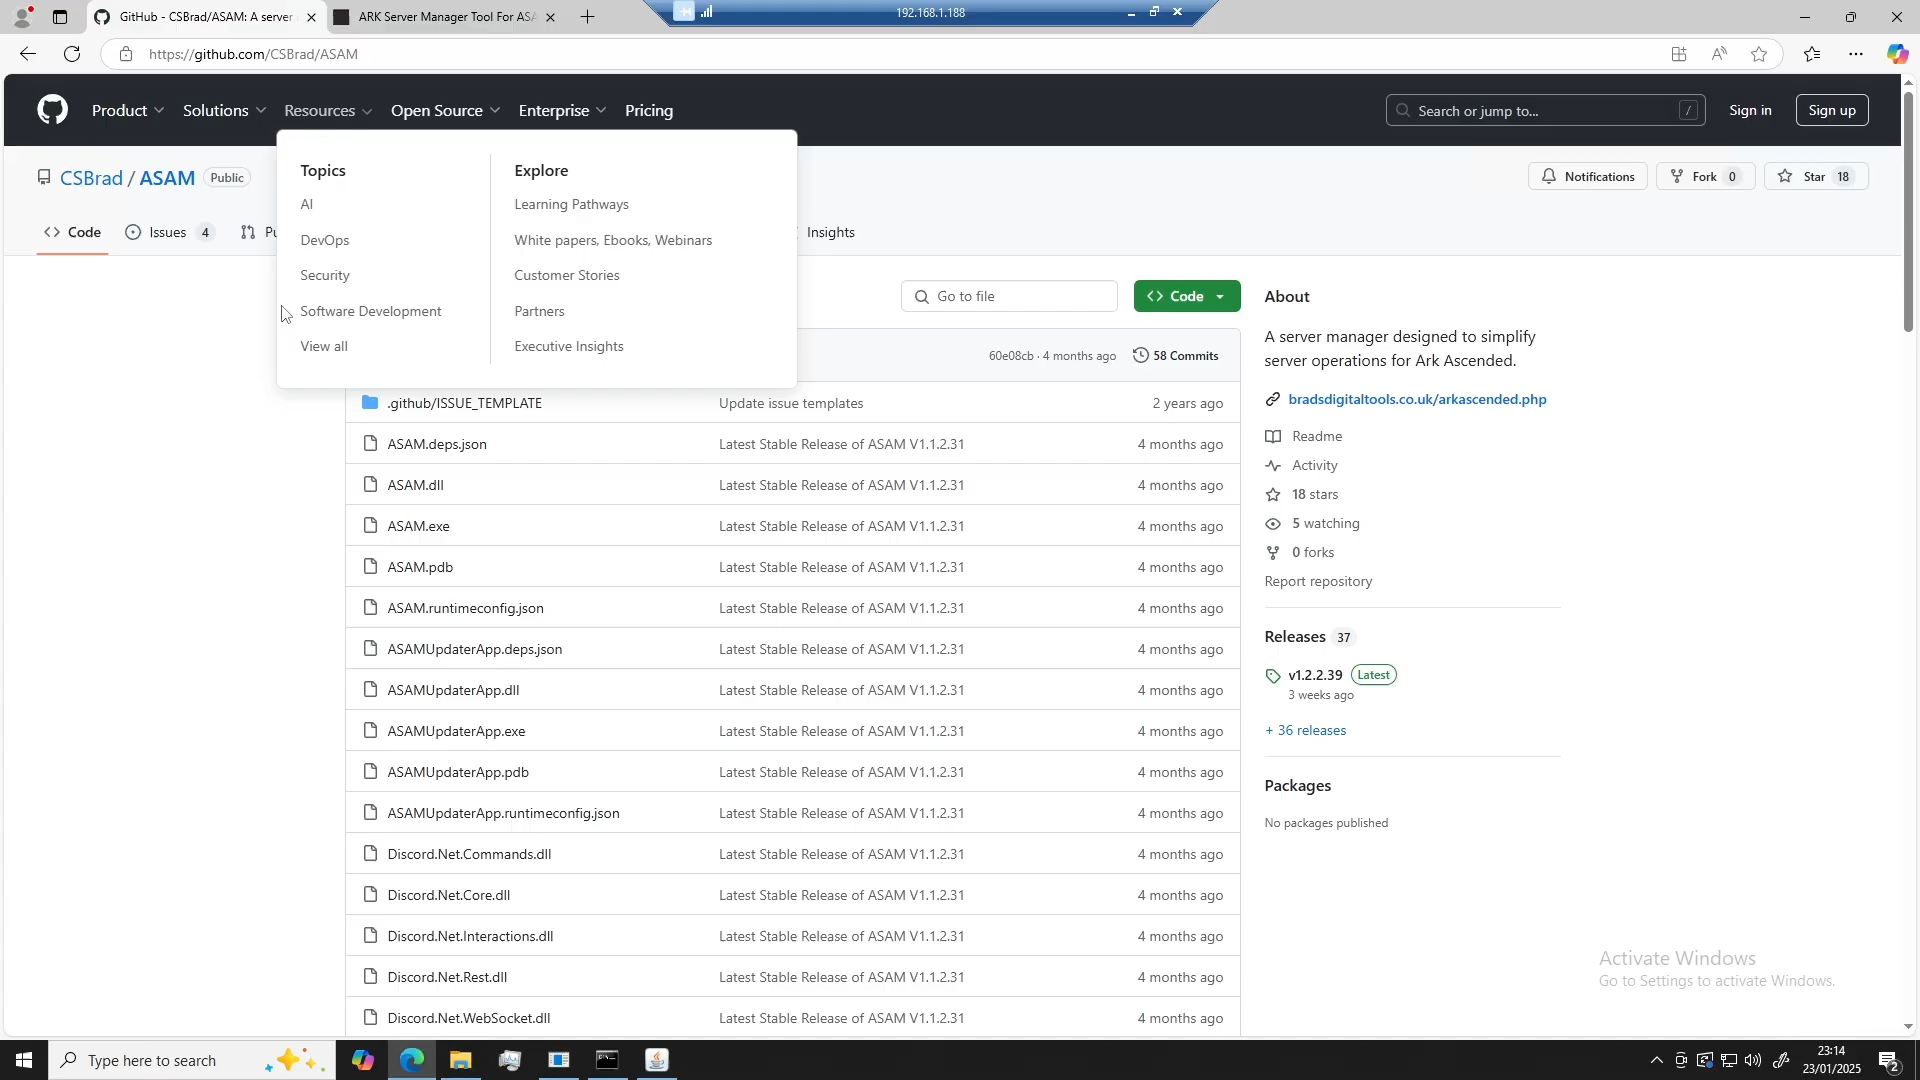 GitHub - CSBrad/ASAM: A server
ARK Server Manager Tool For ASA
192.168.1.188
https://github.com/CSBrad/ASAM
Product
Solutions
Resources
Open Source
Enterprise
Pricing
Search or jump to...
/
Sign in
Sign up
CSBrad / ASAM
Public
Notifications
Fork 0
Star 18
Code
Issues 4
Pu
Insights
Topics
AI
DevOps
Security
Software Development
View all
Explore
Learning Pathways
White papers, Ebooks, Webinars
Customer Stories
Partners
Executive Insights
Go to file
Code
60e08cb · 4 months ago
58 Commits
.github/ISSUE_TEMPLATE Update issue templates 2 years ago
ASAM.deps.json Latest Stable Release of ASAM V1.1.2.31 4 months ago
ASAM.dll Latest Stable Release of ASAM V1.1.2.31 4 months ago
ASAM.exe Latest Stable Release of ASAM V1.1.2.31 4 months ago
ASAM.pdb Latest Stable Release of ASAM V1.1.2.31 4 months ago
ASAM.runtimeconfig.json Latest Stable Release of ASAM V1.1.2.31 4 months ago
ASAMUpdaterApp.deps.json Latest Stable Release of ASAM V1.1.2.31 4 months ago
ASAMUpdaterApp.dll Latest Stable Release of ASAM V1.1.2.31 4 months ago
ASAMUpdaterApp.exe Latest Stable Release of ASAM V1.1.2.31 4 months ago
ASAMUpdaterApp.pdb Latest Stable Release of ASAM V1.1.2.31 4 months ago
ASAMUpdaterApp.runtimeconfig.json Latest Stable Release of ASAM V1.1.2.31 4 months ago
Discord.Net.Commands.dll Latest Stable Release of ASAM V1.1.2.31 4 months ago
Discord.Net.Core.dll Latest Stable Release of ASAM V1.1.2.31 4 months ago
Discord.Net.Interactions.dll Latest Stable Release of ASAM V1.1.2.31 4 months ago
Discord.Net.Rest.dll Latest Stable Release of ASAM V1.1.2.31 4 months ago
Discord.Net.WebSocket.dll Latest Stable Release of ASAM V1.1.2.31 4 months ago
About
A server manager designed to simplify
server operations for Ark Ascended.
bradsdigitaltools.co.uk/arkascended.php
Readme
Activity
18 stars
5 watching
0 forks
Report repository
Releases 37
v1.2.2.39 Latest
3 weeks ago
+ 36 releases
Packages
No packages published
Activate Windows
Go to Settings to activate Windows.
Type here to search
23:14
23/01/2025
2